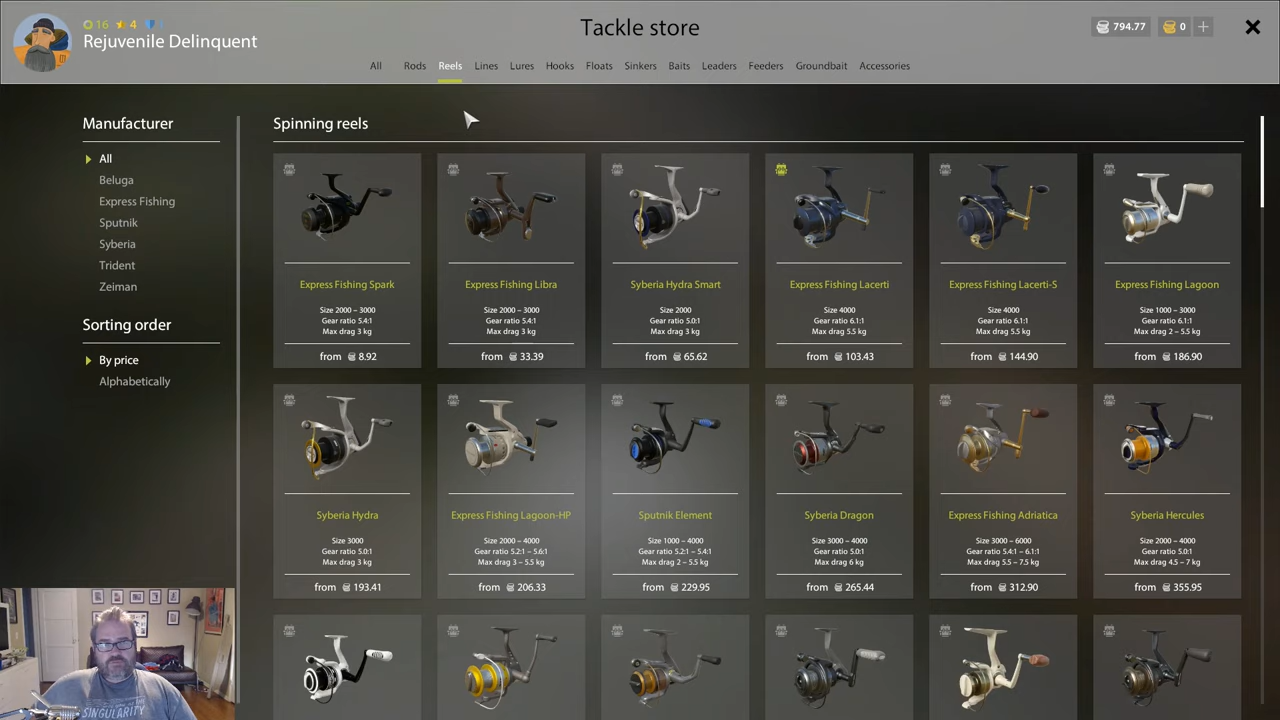 16 4
Rejuvenile Delinquent
Tackle store
794.77 0 +
All Rods Reels Lines Lures Hooks Floats Sinkers Baits Leaders Feeders Groundbait Accessories
Manufacturer
All
Beluga
Express Fishing
Sputnik
Syberia
Trident
Zeiman
Sorting order
By price
Alphabetically
Spinning reels
Express Fishing Spark
Size 2000 – 3000
Gear ratio 5.4:1
Max drag 3 kg
from 8.92
Express Fishing Libra
Size 2000 – 3000
Gear ratio 5.4:1
Max drag 3 kg
from 33.39
Syberia Hydra Smart
Size 2000
Gear ratio 5.0:1
Max drag 3 kg
from 65.62
Express Fishing Lacerti
Size 4000
Gear ratio 6.1:1
Max drag 5.5 kg
from 103.43
Express Fishing Lacerti-S
Size 4000
Gear ratio 6.1:1
Max drag 5.5 kg
from 144.90
Express Fishing Lagoon
Size 1000 – 3000
Gear ratio 6.1:1
Max drag 2 – 5.5 kg
from 186.90
Syberia Hydra
Size 3000
Gear ratio 5.0:1
Max drag 3 kg
from 193.41
Express Fishing Lagoon-HP
Size 2000 – 4000
Gear ratio 5.2:1 – 5.6:1
Max drag 3 – 5.5 kg
from 206.33
Sputnik Element
Size 1000 – 4000
Gear ratio 5.2:1 – 5.4:1
Max drag 2 – 5.5 kg
from 229.95
Syberia Dragon
Size 3000 – 4000
Gear ratio 5.0:1
Max drag 6 kg
from 265.44
Express Fishing Adriatica
Size 3000 – 6000
Gear ratio 5.4:1 – 6.1:1
Max drag 5.5 – 7.5 kg
from 312.90
Syberia Hercules
Size 2000 – 4000
Gear ratio 5.0:1
Max drag 4.5 – 7 kg
from 355.95
SINGULARITY